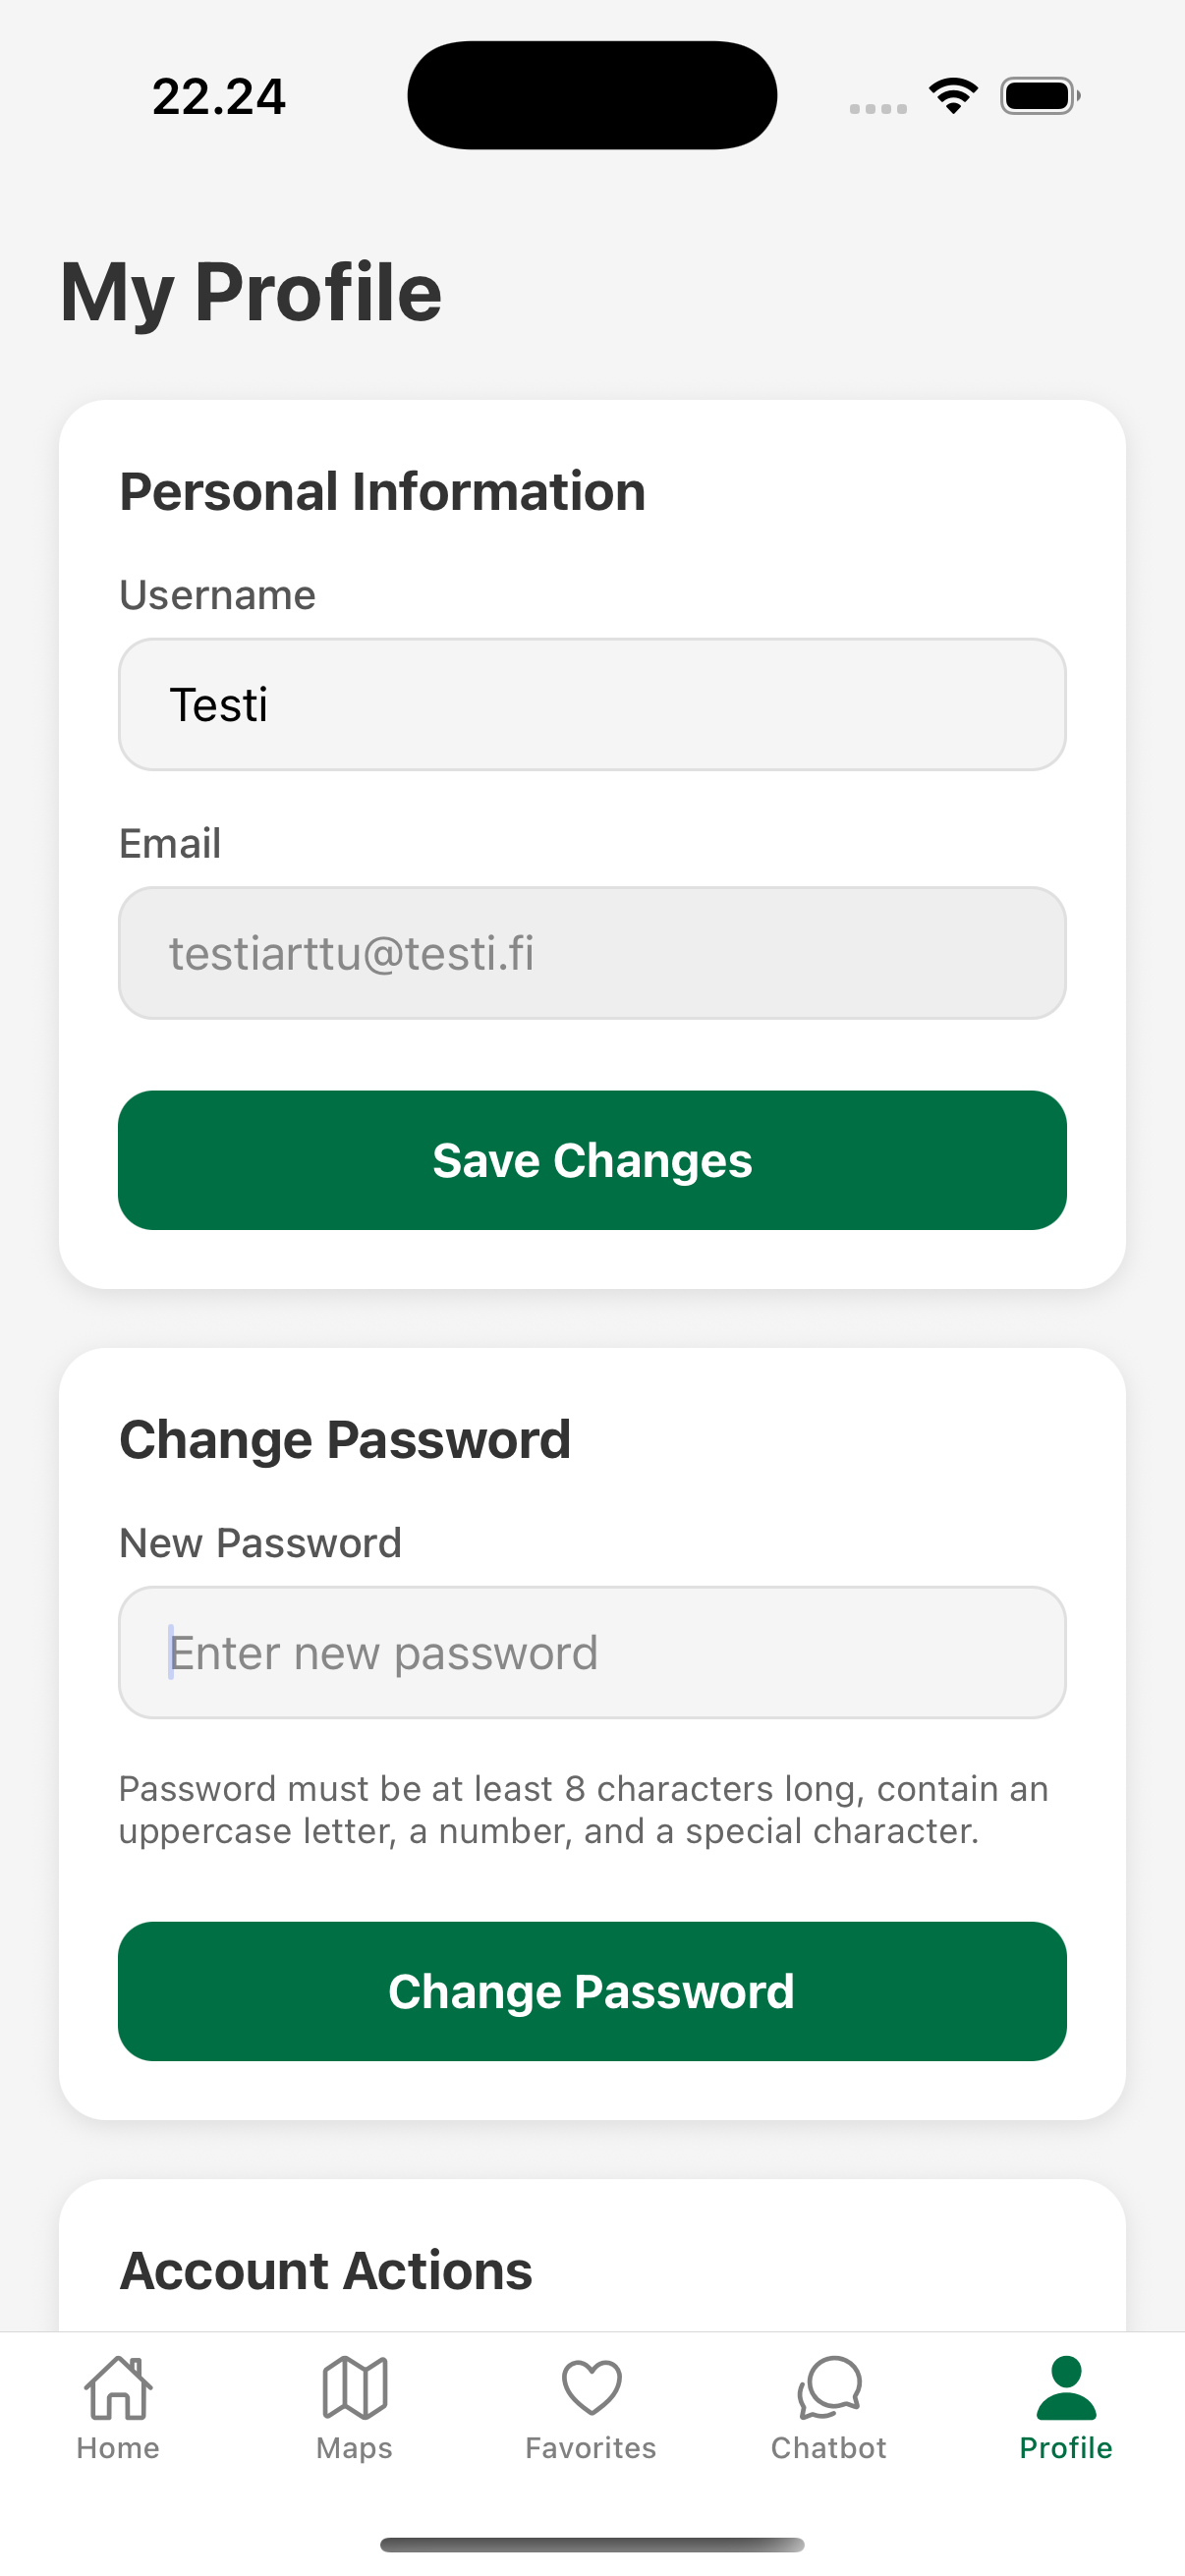 22.24
My Profile
Personal Information
Username
Testi
Email
testiarttu@testi.fi
Save Changes
Change Password
New Password
Enter new password
Password must be at least 8 characters long, contain an
uppercase letter, a number, and a special character.
Change Password
Account Actions
Home
Maps
Favorites
Chatbot
Profile